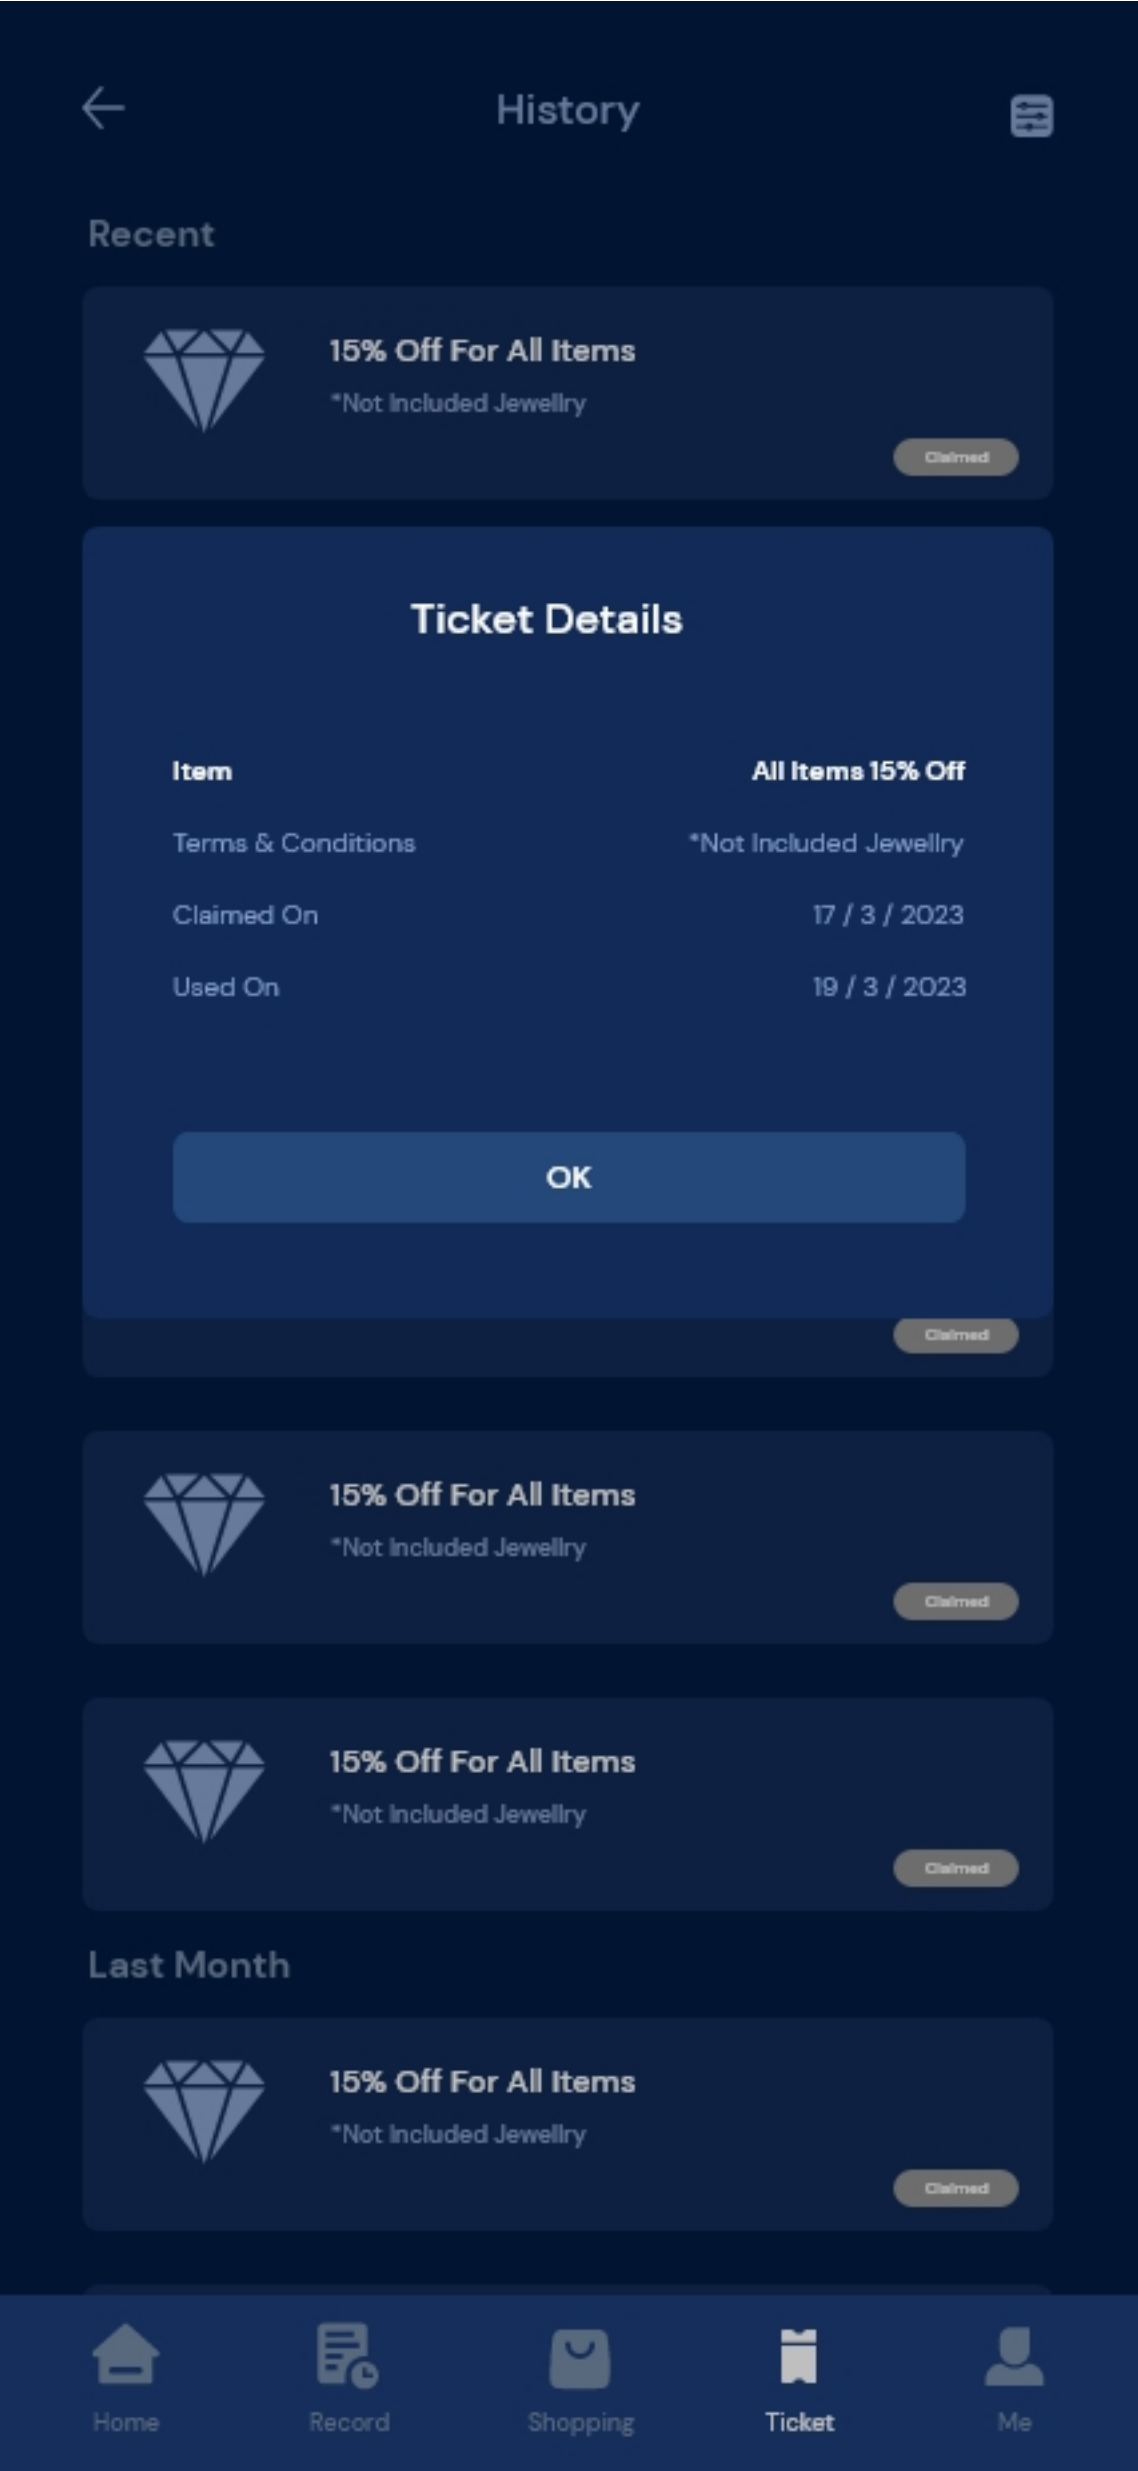 History
Recent
15% Off For All Items
*Not Included Jewellry
Claimed
Ticket Details
Item All Items 15% Off
Terms & Conditions *Not Included Jewellry
Claimed On 17 / 3 / 2023
Used On 19 / 3 / 2023
OK
Claimed
15% Off For All Items
*Not Included Jewellry
Claimed
15% Off For All Items
*Not Included Jewellry
Claimed
Last Month
15% Off For All Items
*Not Included Jewellry
Claimed
Home Record Shopping Ticket Me